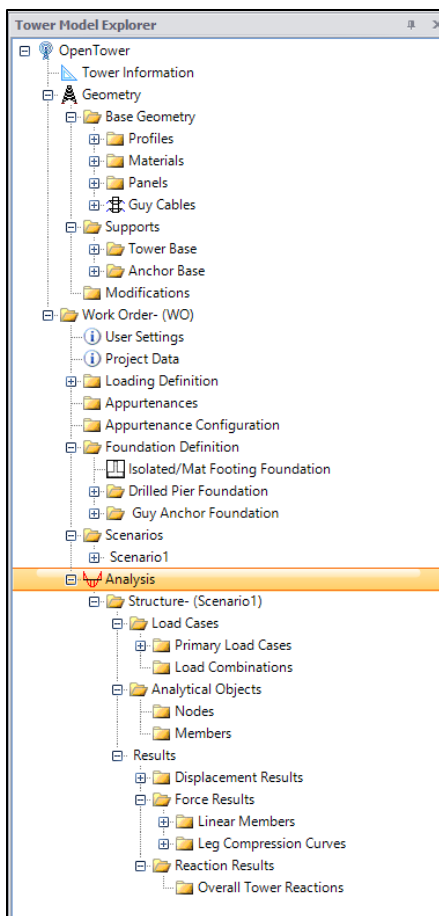 Tower Model Explorer
OpenTower
Tower Information
Geometry
Base Geometry
Profiles
Materials
Panels
Guy Cables
Supports
Tower Base
Anchor Base
Modifications
Work Order- (WO)
User Settings
Project Data
Loading Definition
Appurtenances
Appurtenance Configuration
Foundation Definition
Isolated/Mat Footing Foundation
Drilled Pier Foundation
Guy Anchor Foundation
Scenarios
Scenario1
Analysis
Structure- (Scenario1)
Load Cases
Primary Load Cases
Load Combinations
Analytical Objects
Nodes
Members
Results
Displacement Results
Force Results
Linear Members
Leg Compression Curves
Reaction Results
Overall Tower Reactions